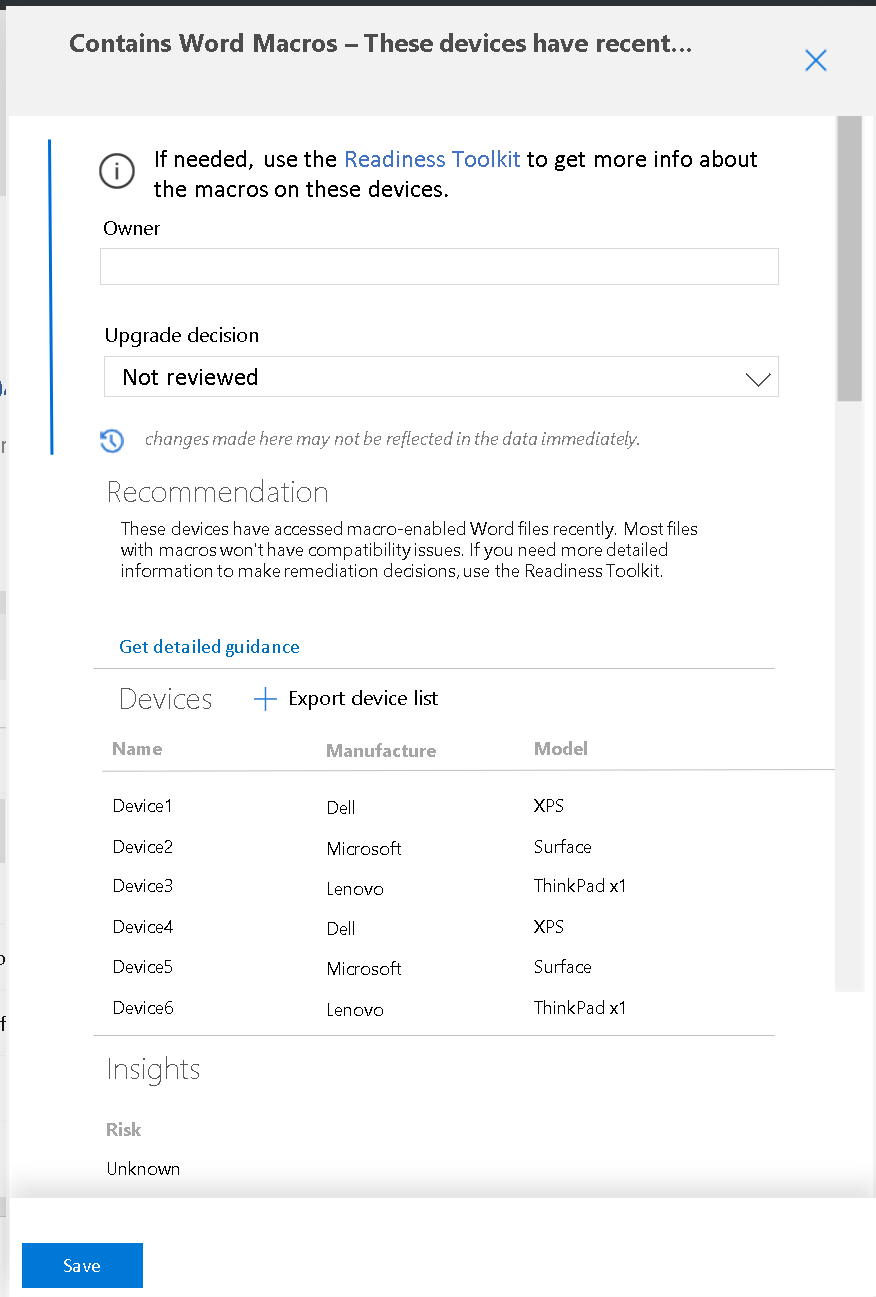 Contains Word Macros – These devices have recent...
If needed, use the Readiness Toolkit to get more info about
the macros on these devices.
Owner
Upgrade decision
Not reviewed
changes made here may not be reflected in the data immediately.
Recommendation
These devices have accessed macro-enabled Word files recently. Most files
with macros won't have compatibility issues. If you need more detailed
information to make remediation decisions, use the Readiness Toolkit.
Get detailed guidance
Devices + Export device list
Name Manufacture Model
Device1 Dell XPS
Device2 Microsoft Surface
Device3 Lenovo ThinkPad x1
Device4 Dell XPS
Device5 Microsoft Surface
Device6 Lenovo ThinkPad x1
Insights
Risk
Unknown
Save